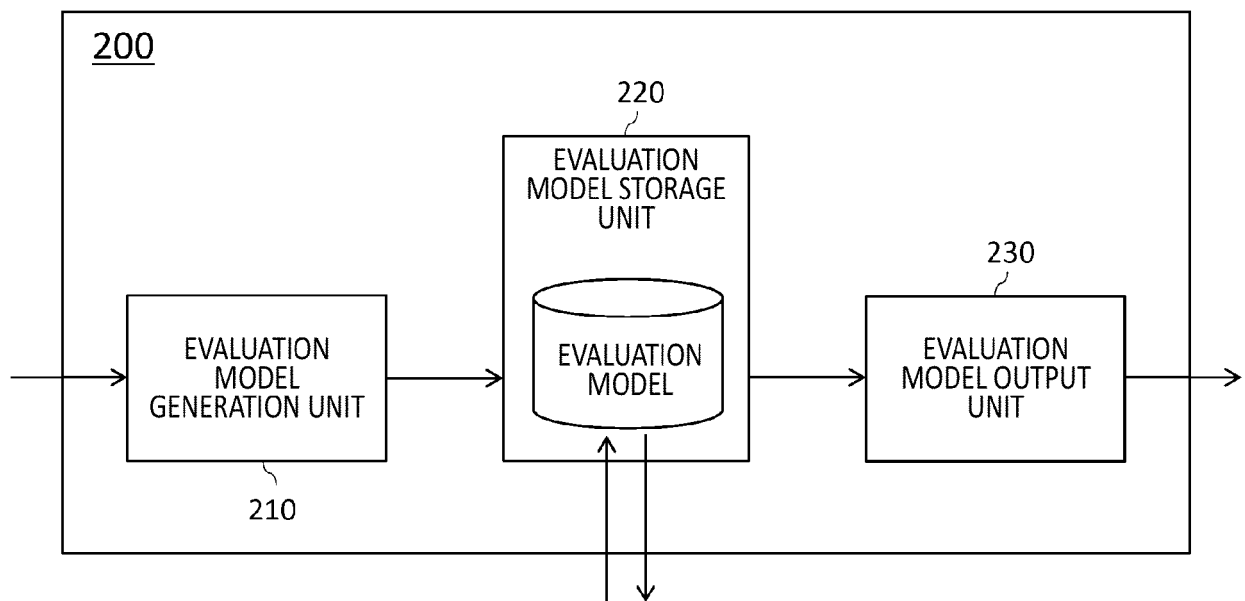 200
220
EVALUATION
MODEL STORAGE
UNIT
230
EVALUATION
MODEL
GENERATION UNIT
EVALUATION
MODEL
EVALUATION
MODEL OUTPUT
UNIT
210